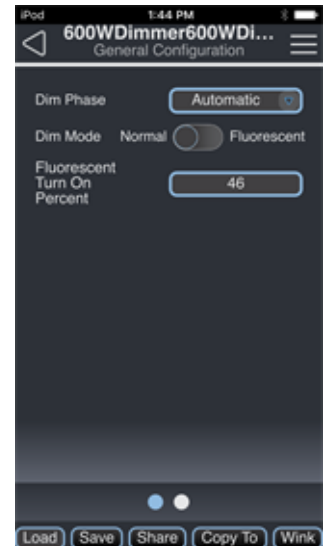 iPod 1:44 PM
600WDimmer600WDi...
General Configuration
Dim Phase Automatic
Dim Mode Normal Fluorescent
Fluorescent
Turn On
Percent
46
Load Save Share Copy To Wink